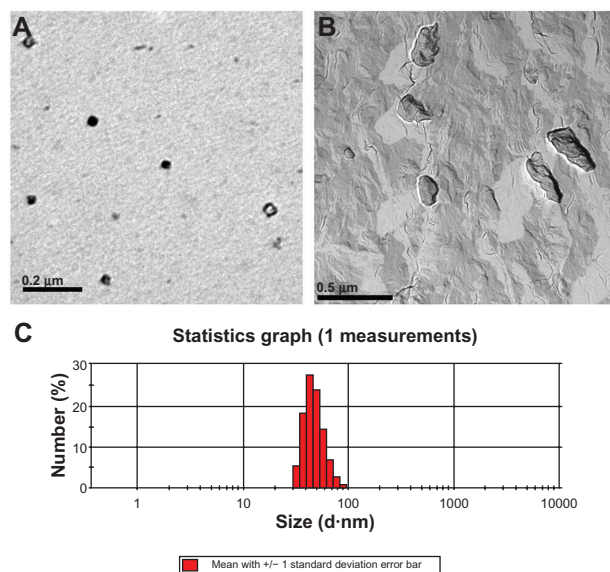 A
B
0.2 µm
0.5 µm
C
Statistics graph (1 measurements)
30
20
10
0
Number (%)
1 10 100 1000 10000
Size (d·nm)
Mean with +/− 1 standard deviation error bar